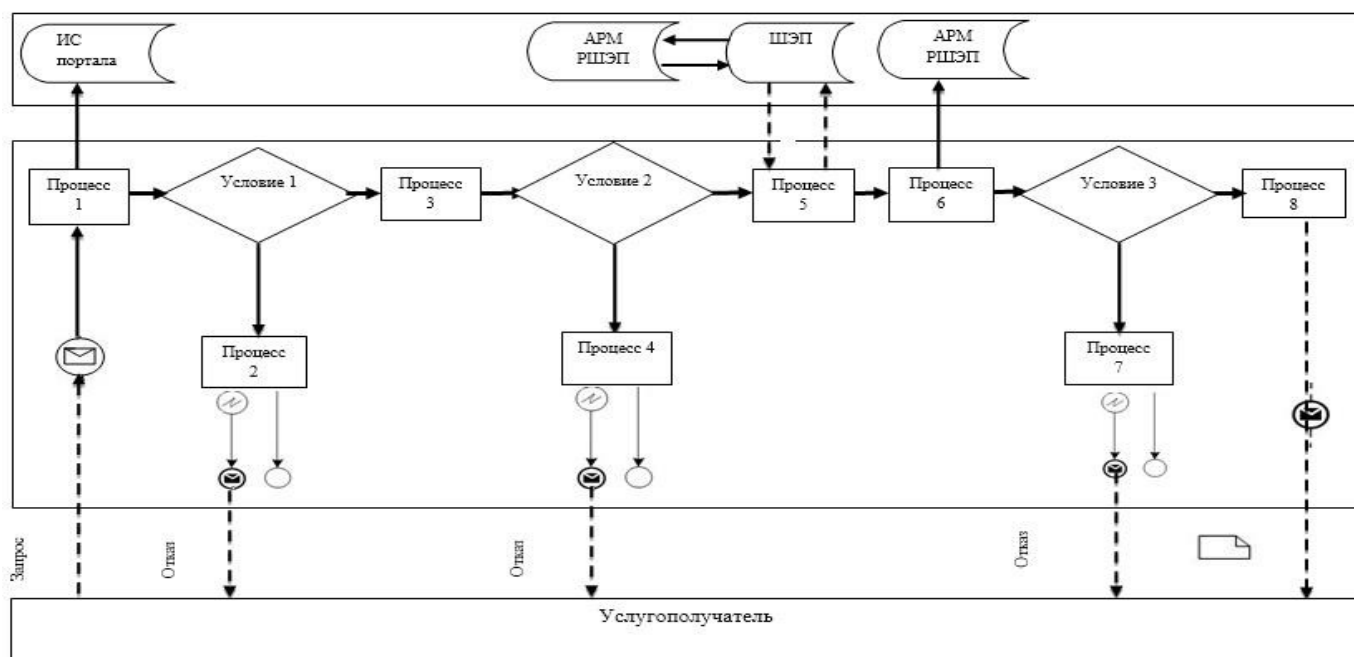 ИС
портала
АРМ
РШЭП
ШЭП
АРМ
РШЭП
Процесс
1
Условие 1
Процесс
3
Условие 2
Процесс
5
Процесс
6
Условие 3
Процесс
8
Процесс
2
Процесс 4
Процесс
7
Запрос
Отказ
Отказ
Отказ
Услугополучатель